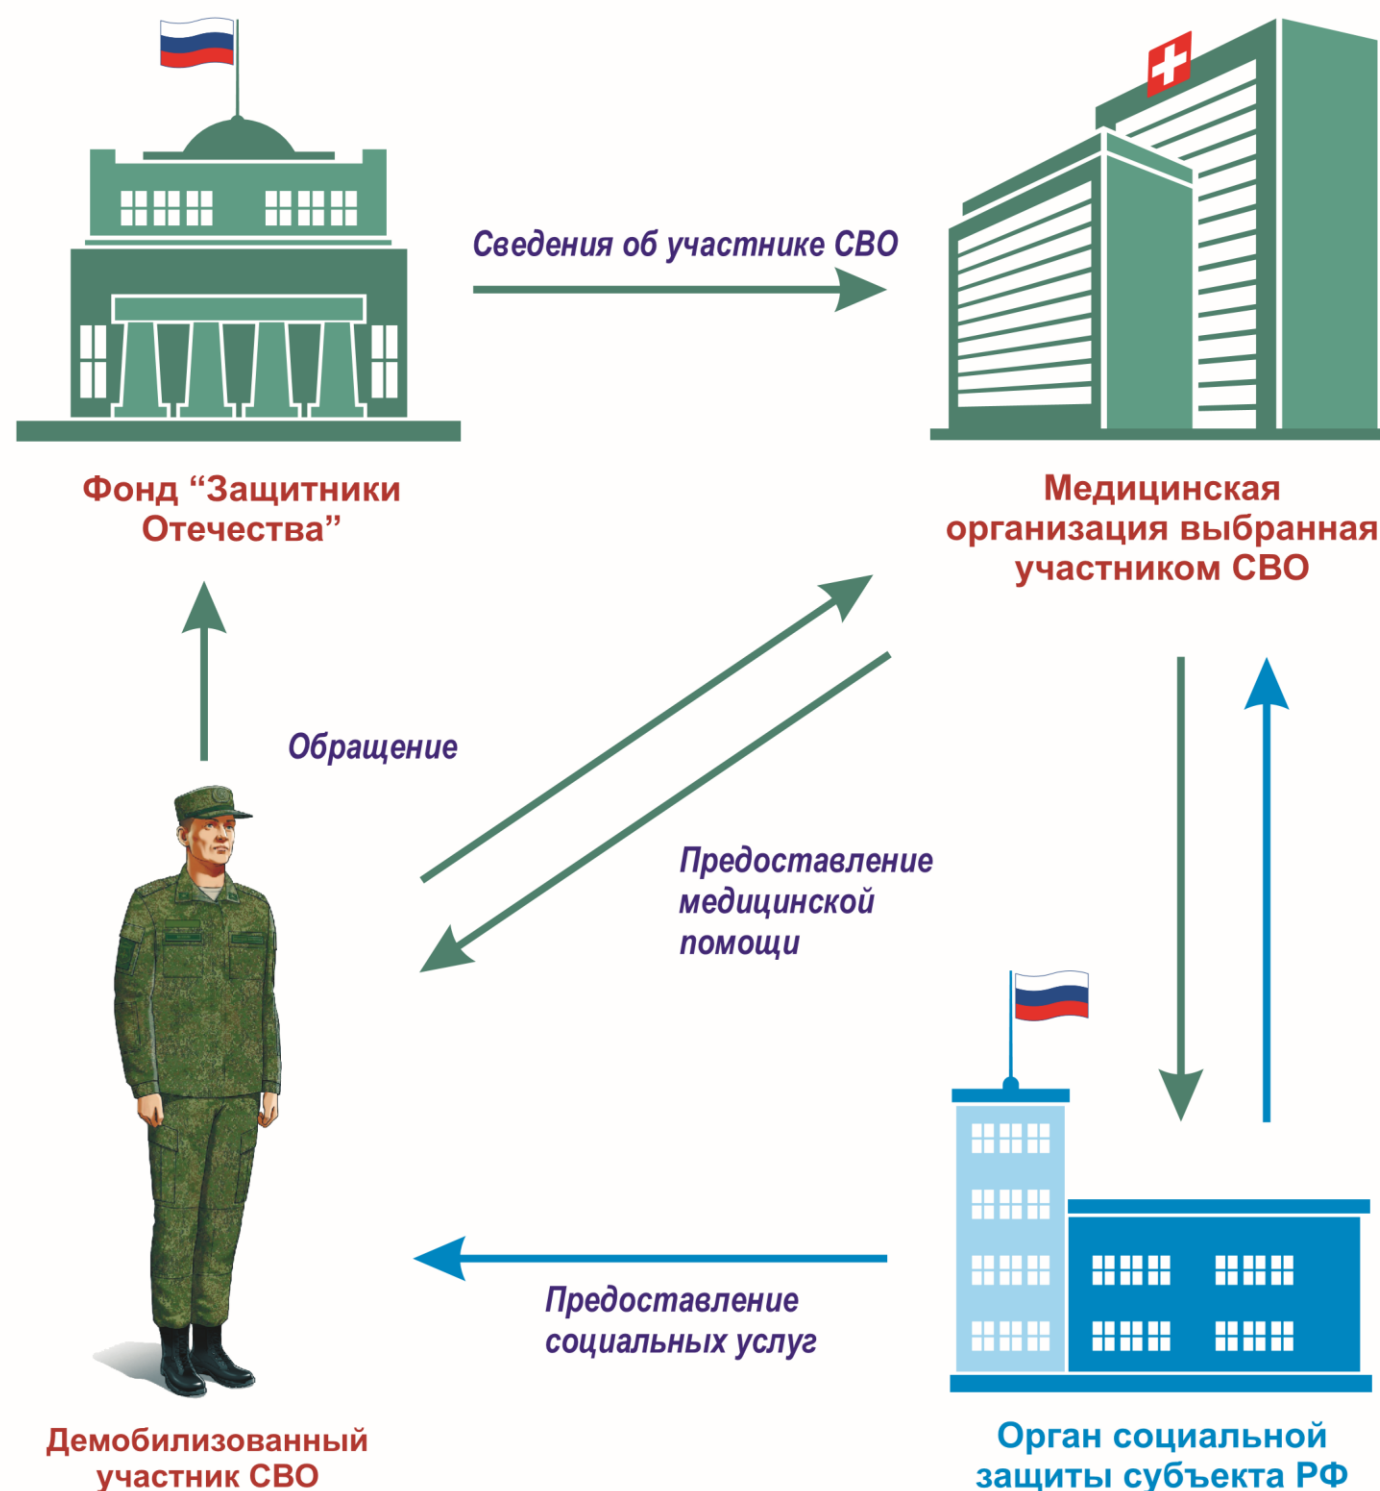 Сведения об участнике СВО
Фонд “Защитники
Отечества”
Медицинская
организация выбранная
участником СВО
Обращение
Предоставление
медицинской
помощи
Предоставление
социальных услуг
Демобилизованный
участник СВО
Орган социальной
защиты субъекта РФ